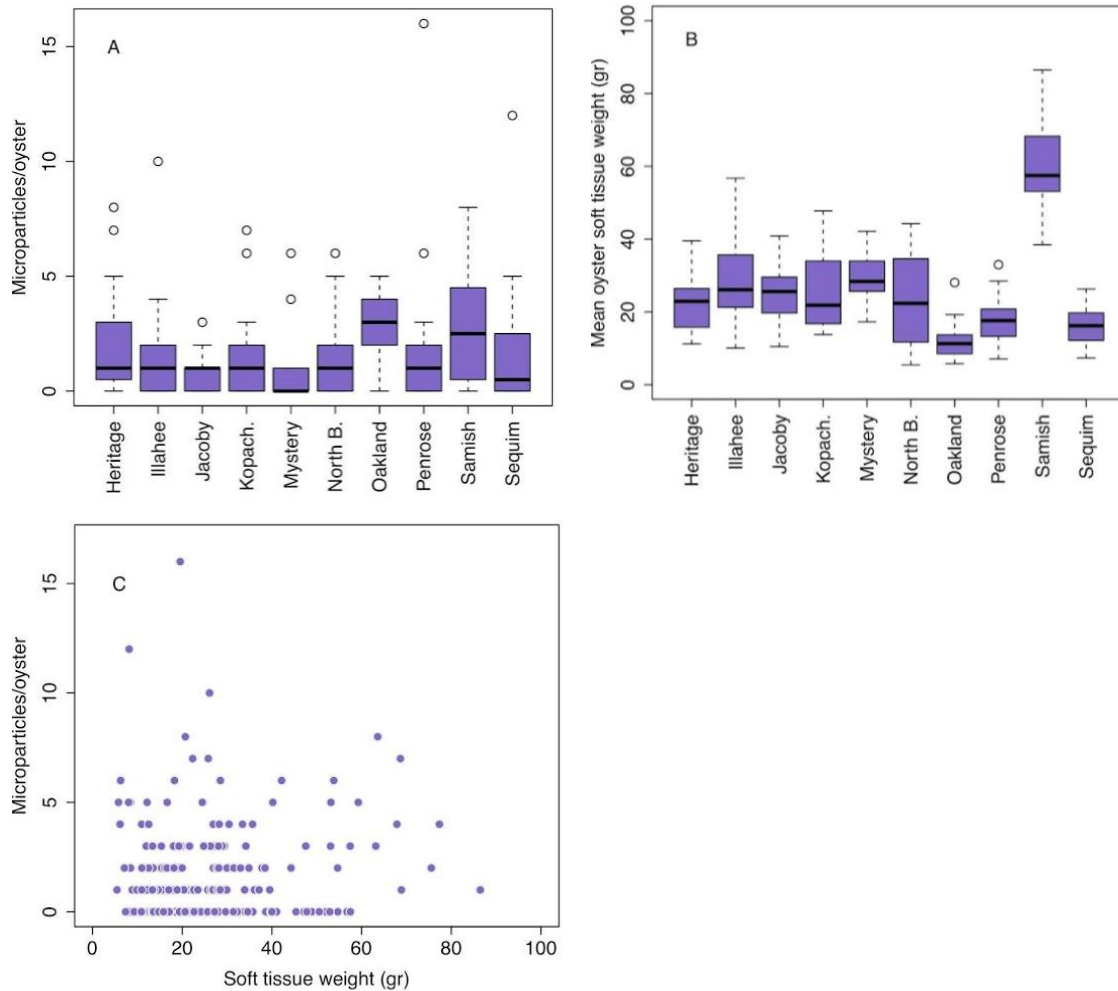 A
Microparticles/oyster
15
10
5
0
Heritage
Illahee
Jacoby
Kopach.
Mystery
North B.
Oakland
Penrose
Samish
Sequim
B
Mean oyster soft tissue weight (gr)
100
80
60
40
20
0
Heritage
Illahee
Jacoby
Kopach.
Mystery
North B.
Oakland
Penrose
Samish
Sequim
C
Microparticles/oyster
15
10
5
0
0 20 40 60 80 100
Soft tissue weight (gr)